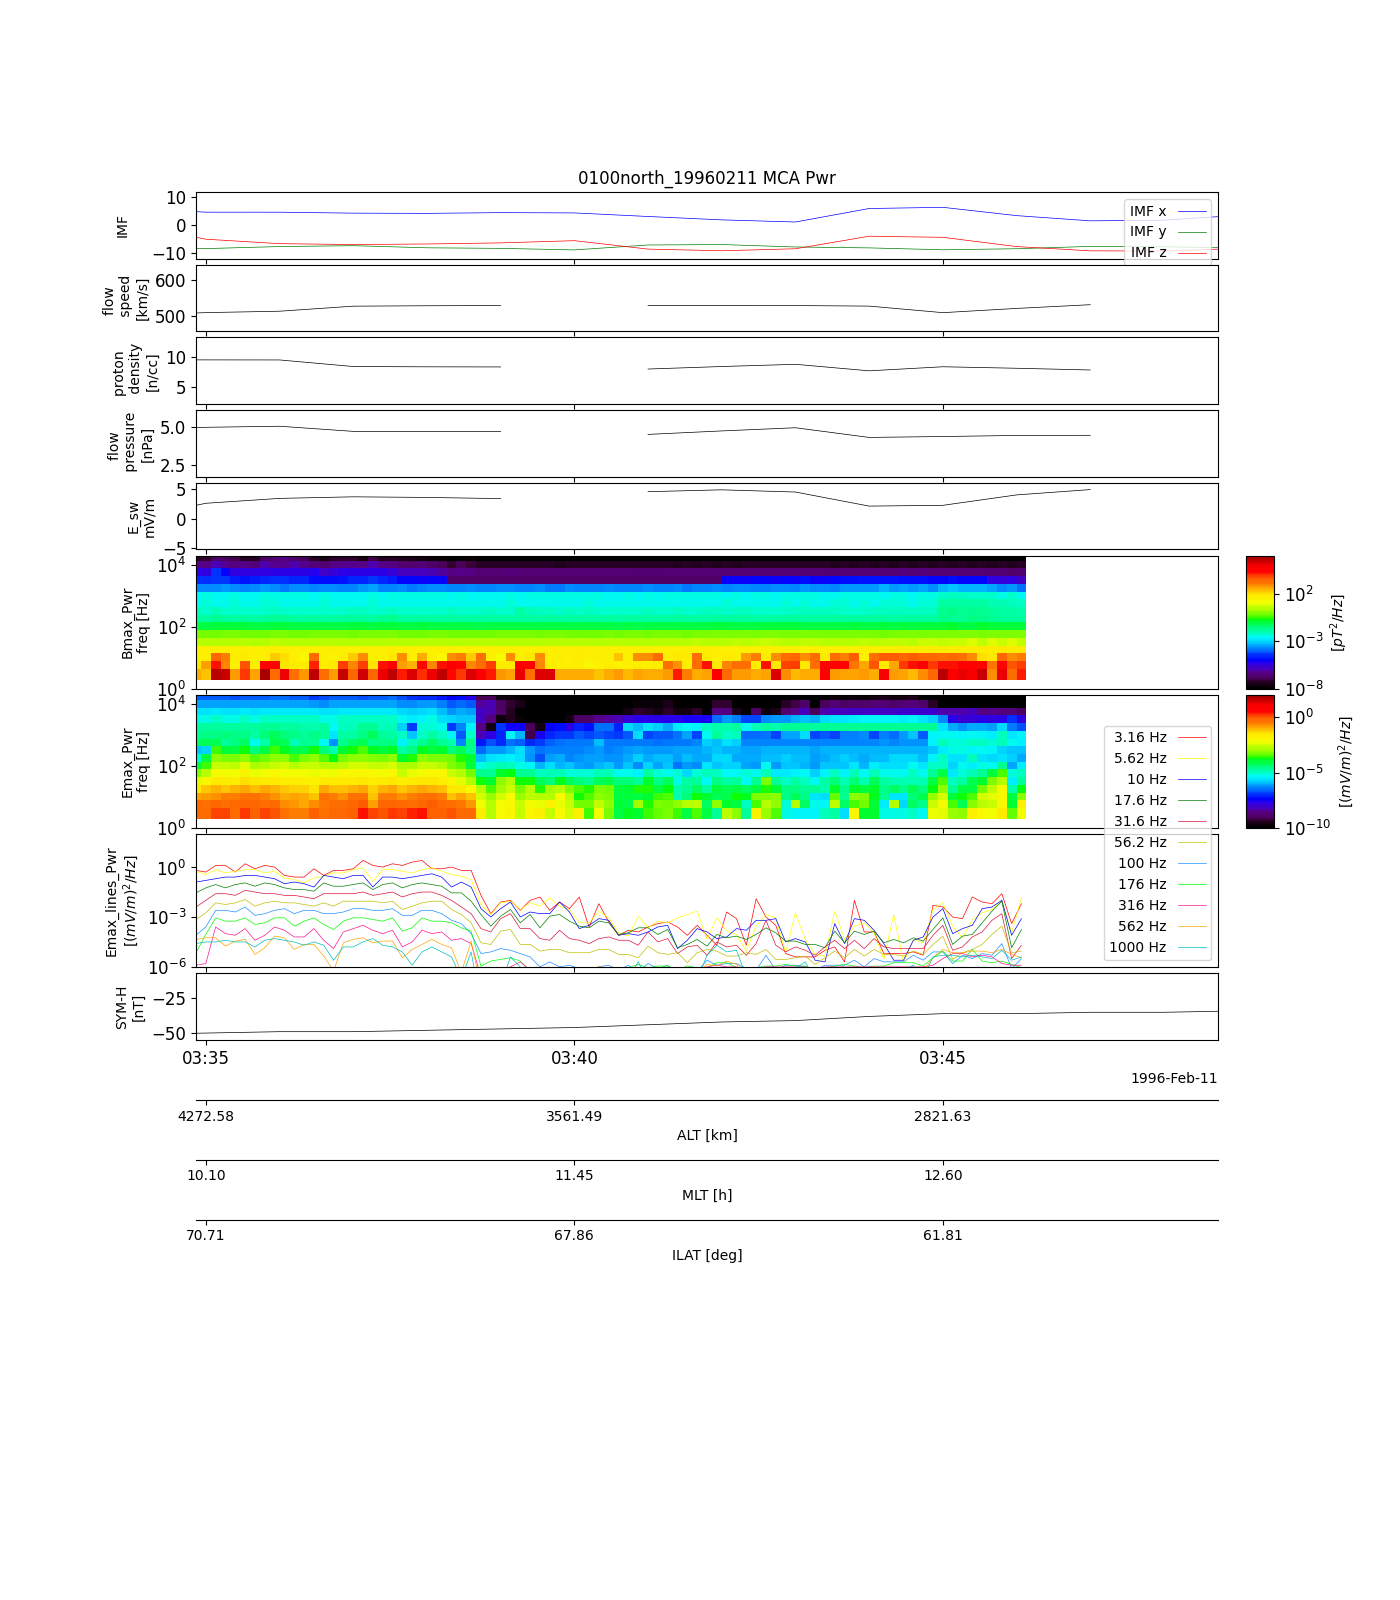 0100north_19960211 MCA Pwr
10
0
−10
IMF
IMF x
IMF y
IMF z
600
500
flow
speed
[km/s]
10
5
proton
density
[n/cc]
5.0
2.5
flow
pressure
[nPa]
5
0
−5
E_sw
mV/m
10^4
10^2
10^0
Bmax_Pwr
freq [Hz]
10^2
10^−3
10^−8
[pT^2/Hz]
10^4
10^2
10^0
Emax_Pwr
freq [Hz]
10^0
10^−5
10^−10
[(mV/m)^2/Hz]
3.16 Hz
5.62 Hz
10 Hz
17.6 Hz
31.6 Hz
56.2 Hz
100 Hz
176 Hz
316 Hz
562 Hz
1000 Hz
10^0
10^−3
10^−6
Emax_lines_Pwr
[(mV/m)^2/Hz]
−25
−50
SYM-H
[nT]
03:35 03:40 03:45
1996-Feb-11
4272.58 3561.49 2821.63
ALT [km]
10.10 11.45 12.60
MLT [h]
70.71 67.86 61.81
ILAT [deg]